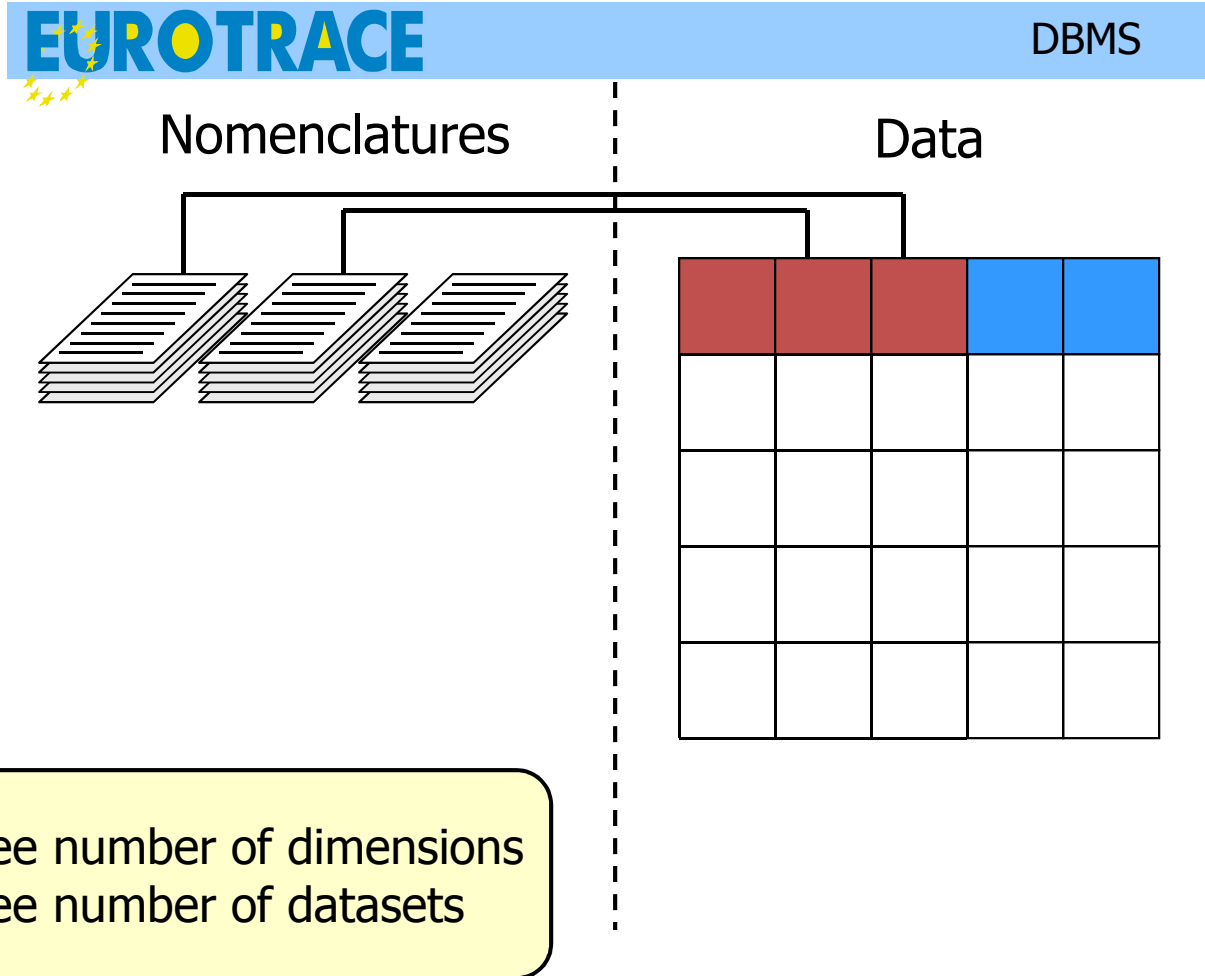 EUROTRACE
DBMS
Nomenclatures
Data
ee number of dimensions
ee number of datasets